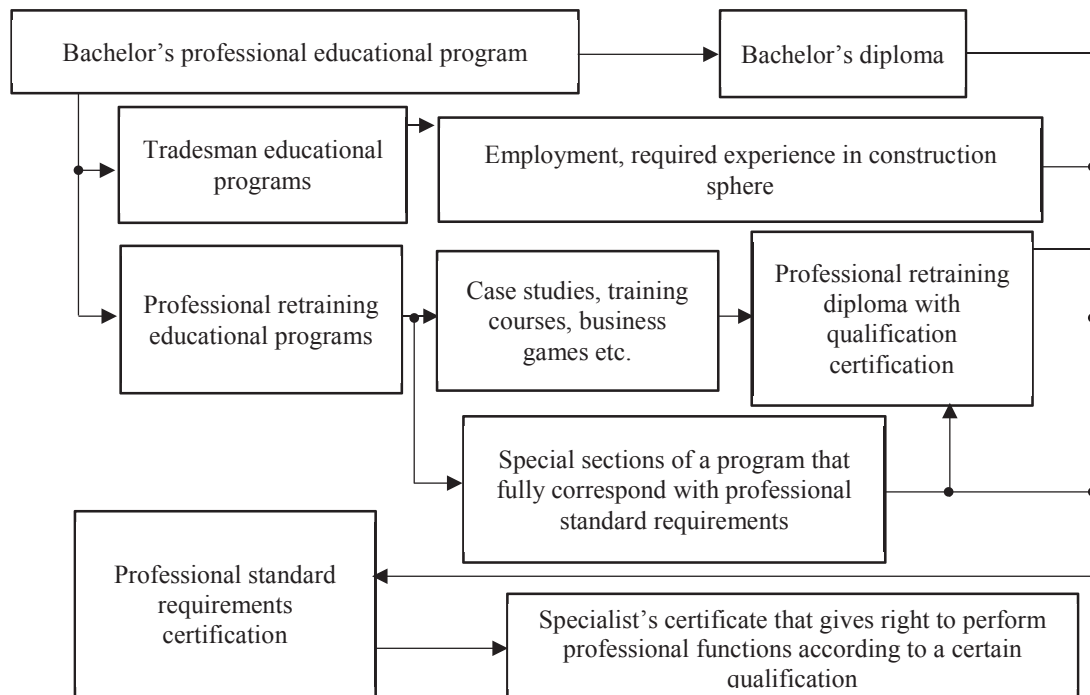 Bachelor’s professional educational program
Bachelor’s diploma
Tradesman educational
programs
Employment, required experience in construction
sphere
Professional retraining
educational programs
Case studies, training
courses, business
games etc.
Professional retraining
diploma with
qualification
certification
Special sections of a program that
fully correspond with professional
standard requirements
Professional standard
requirements
certification
Specialist’s certificate that gives right to perform
professional functions according to a certain
qualification